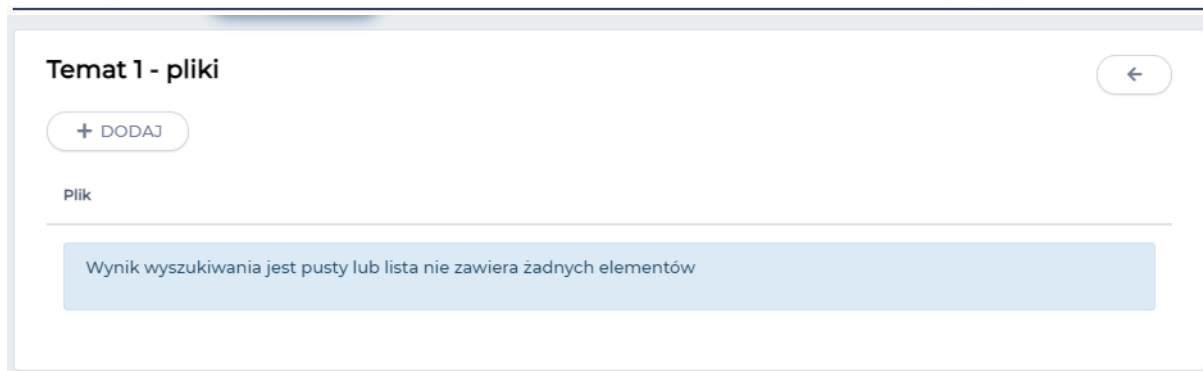 Temat 1 - pliki
+ DODAJ
Plik
Wynik wyszukiwania jest pusty lub lista nie zawiera żadnych elementów